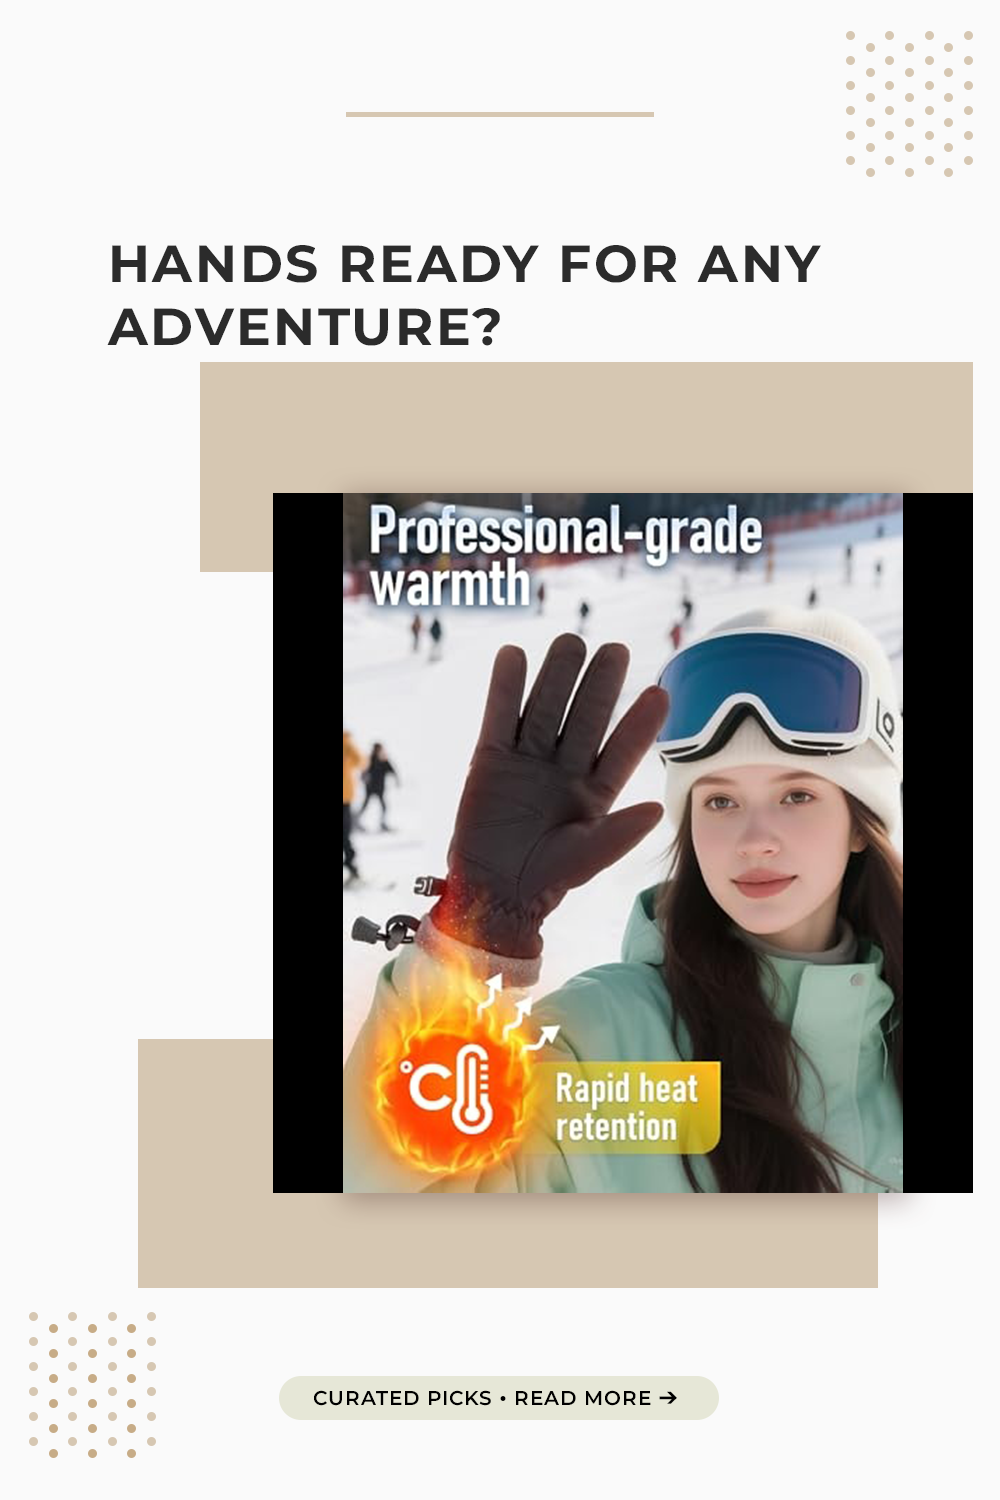 HANDS READY FOR ANY
ADVENTURE?
Professional-grade
warmth
°C
Rapid heat
retention
CURATED PICKS • READ MORE ➔